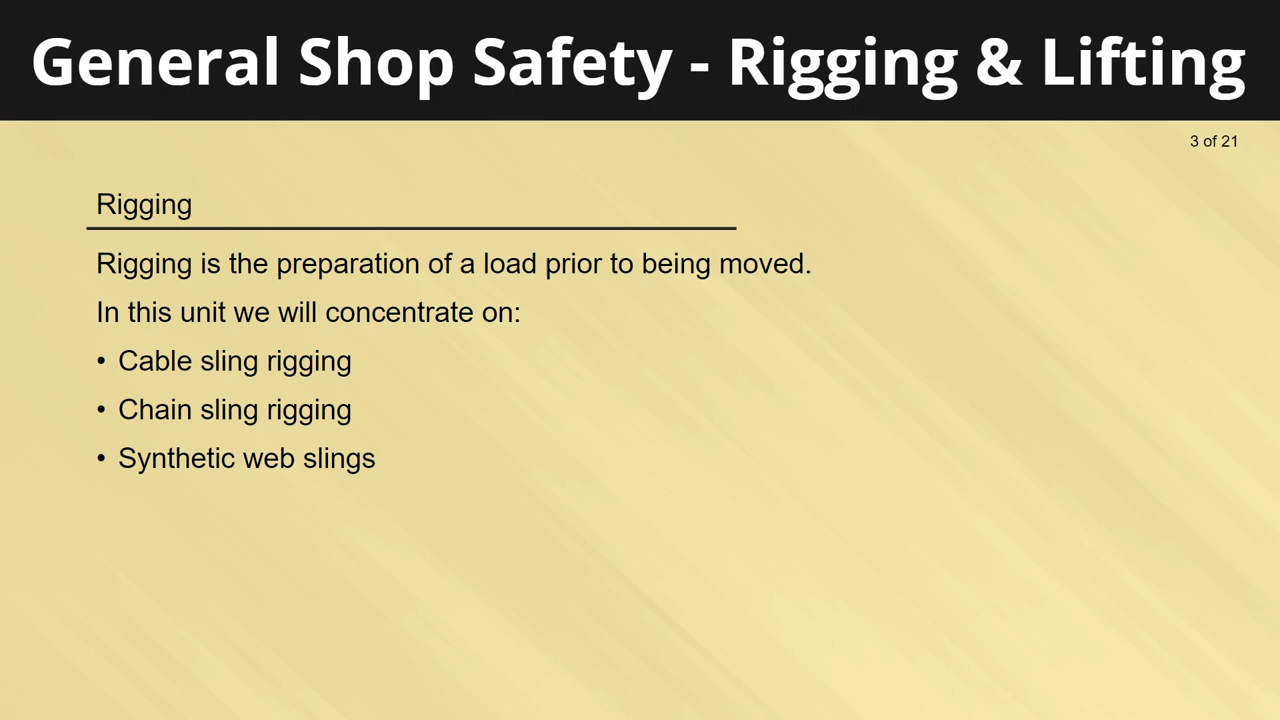 General Shop Safety - Rigging & Lifting
3 of 21
Rigging
Rigging is the preparation of a load prior to being moved.
In this unit we will concentrate on:
• Cable sling rigging
• Chain sling rigging
• Synthetic web slings